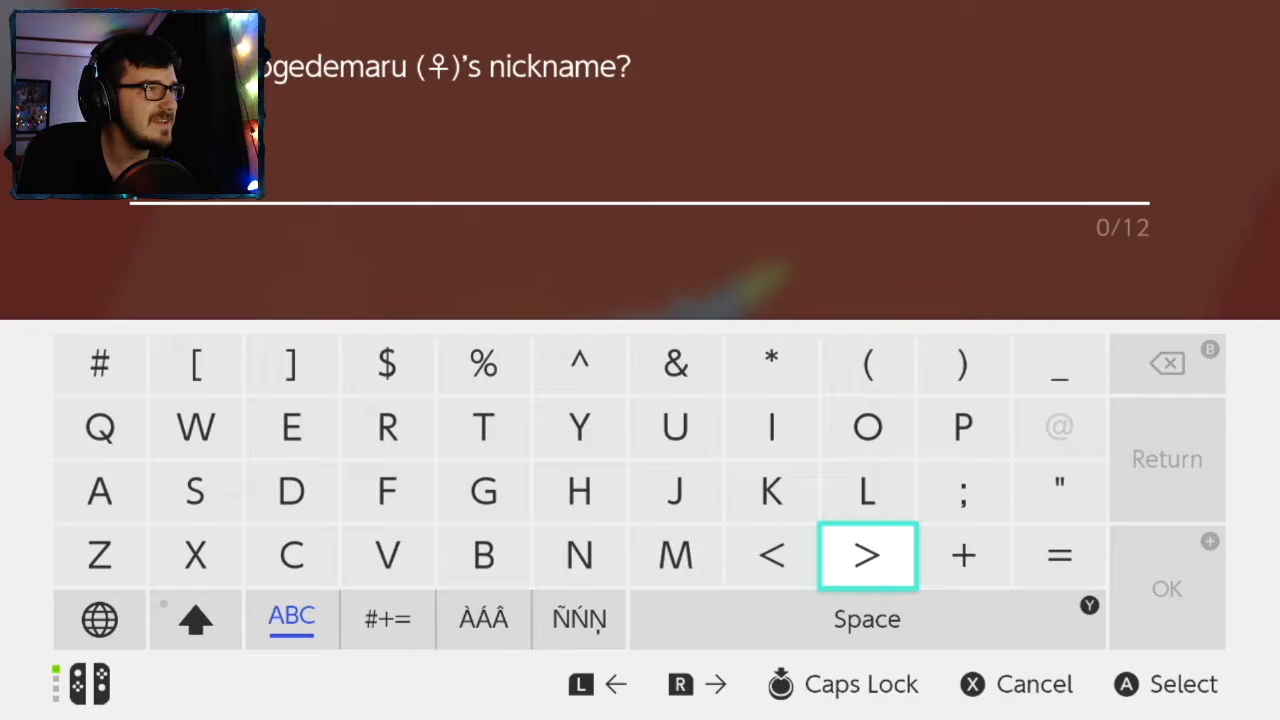 ogedemaru (♀)'s nickname?
0/12
# [ ] $ % ^ & * ( ) _ B
Q W E R T Y U I O P @ Return
A S D F G H J K L ; "
Z X C V B N M < > + = OK +
ABC #+= ÀÁÂ ÑŃŅ Space Y
L ← R → Caps Lock X Cancel A Select